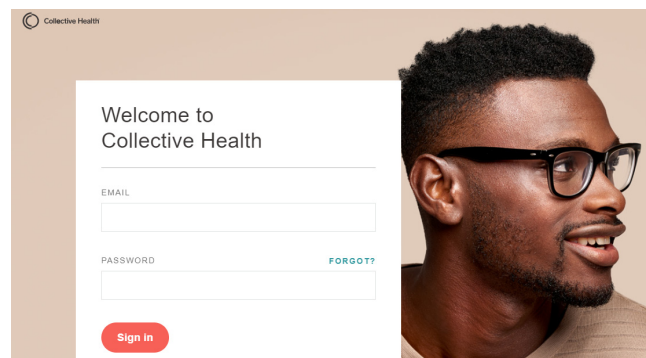 Collective Health
Welcome to
Collective Health
EMAIL
PASSWORD FORGOT?
Sign in